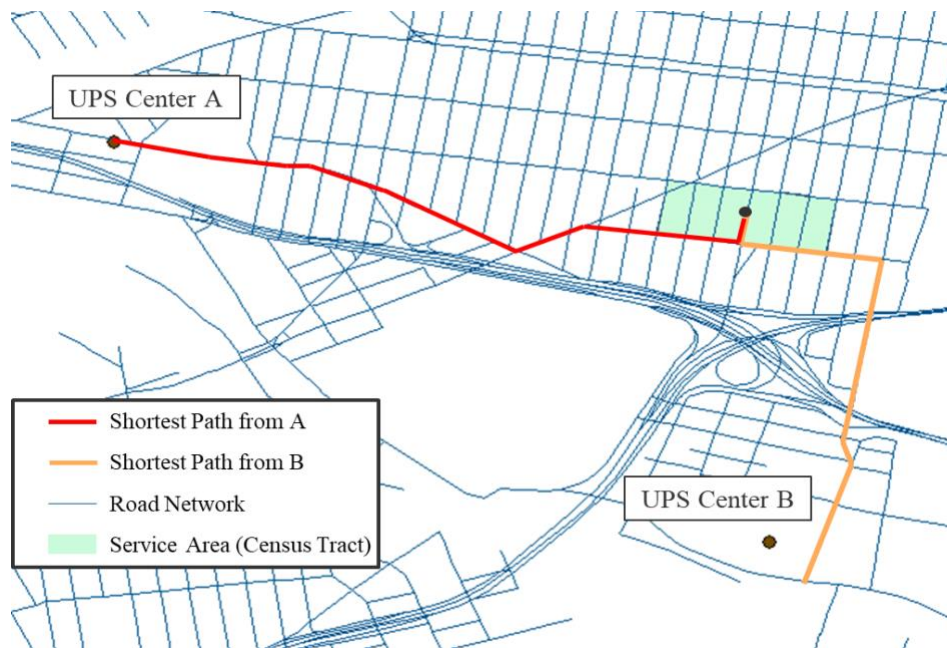 UPS Center A
Shortest Path from A
Shortest Path from B
Road Network
Service Area (Census Tract)
UPS Center B